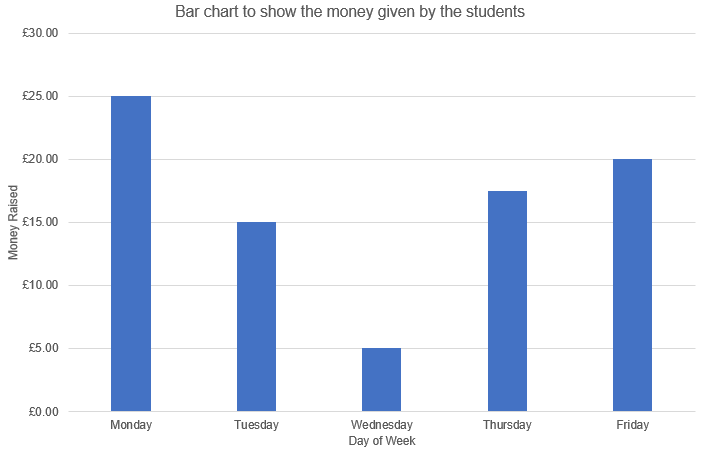 Bar chart to show the money given by the students
£30.00
£25.00
£20.00
£15.00
£10.00
£5.00
£0.00
Money Raised
Monday Tuesday Wednesday Thursday Friday
Day of Week